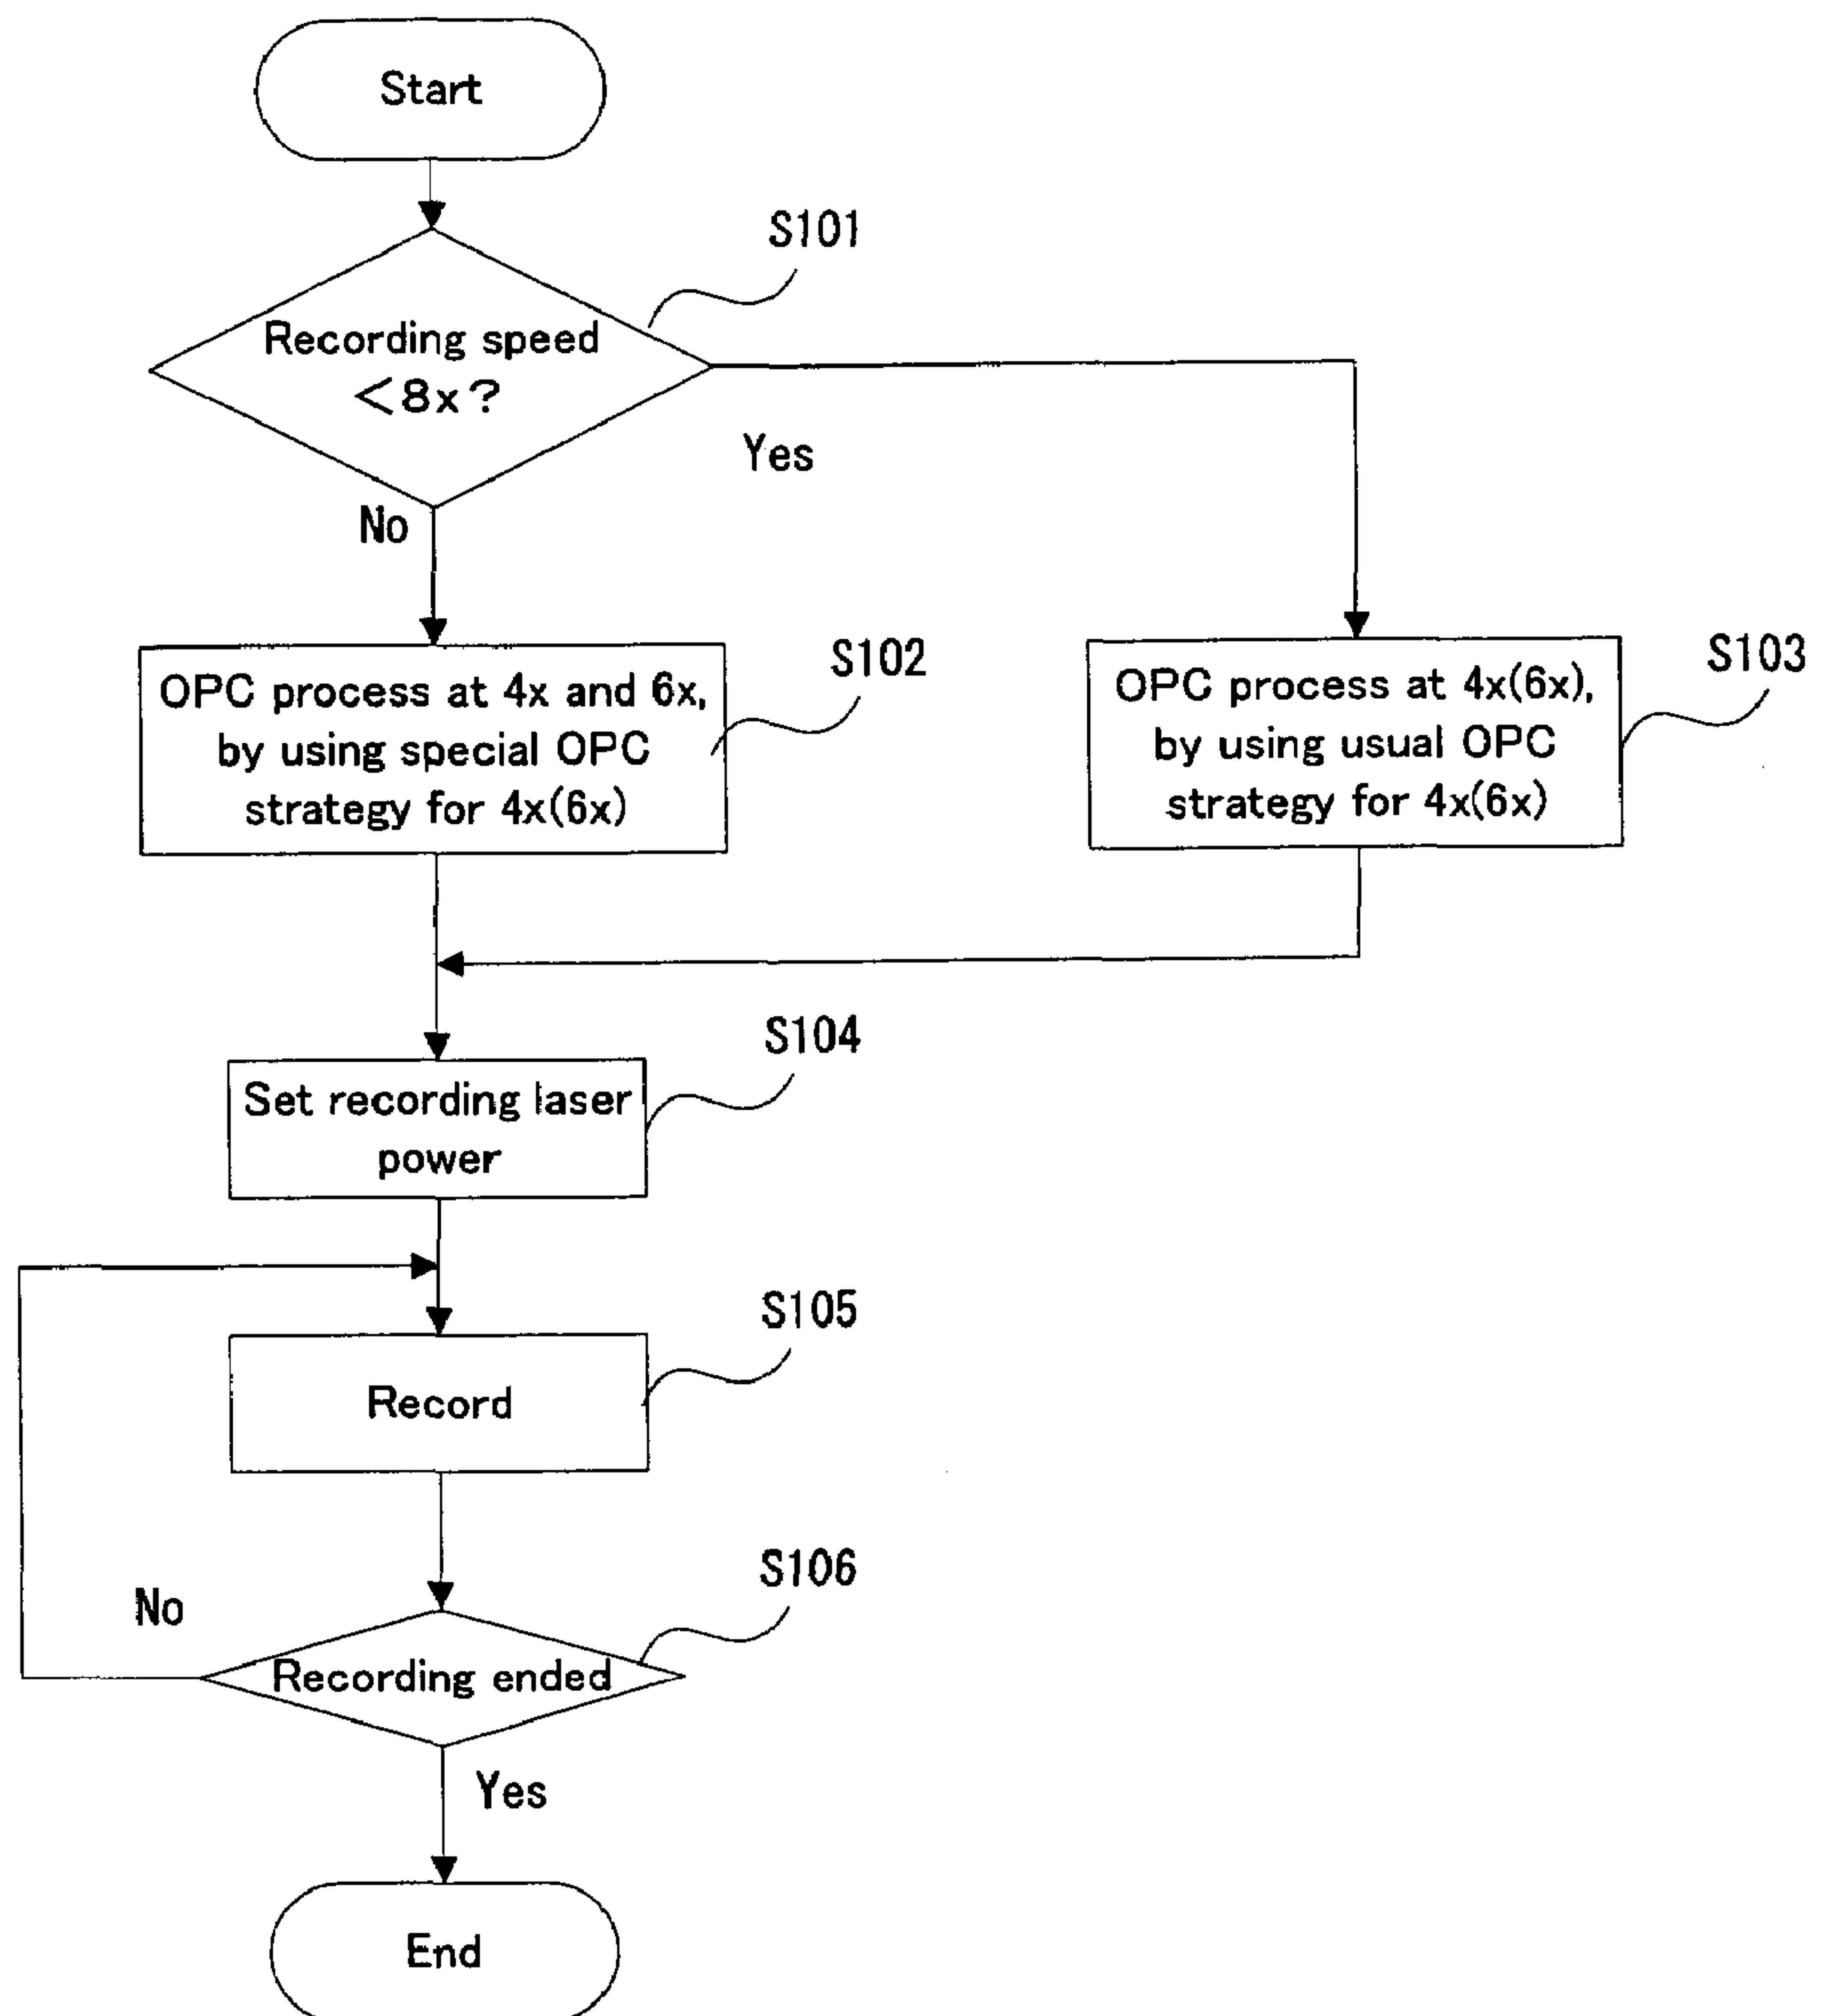 Start
S101
Recording speed
<8x?
Yes
No
S102
OPC process at 4x and 6x,
by using special OPC
strategy for 4x(6x)
S103
OPC process at 4x(6x),
by using usual OPC
strategy for 4x(6x)
S104
Set recording laser
power
S105
Record
S106
No
Recording ended
Yes
End